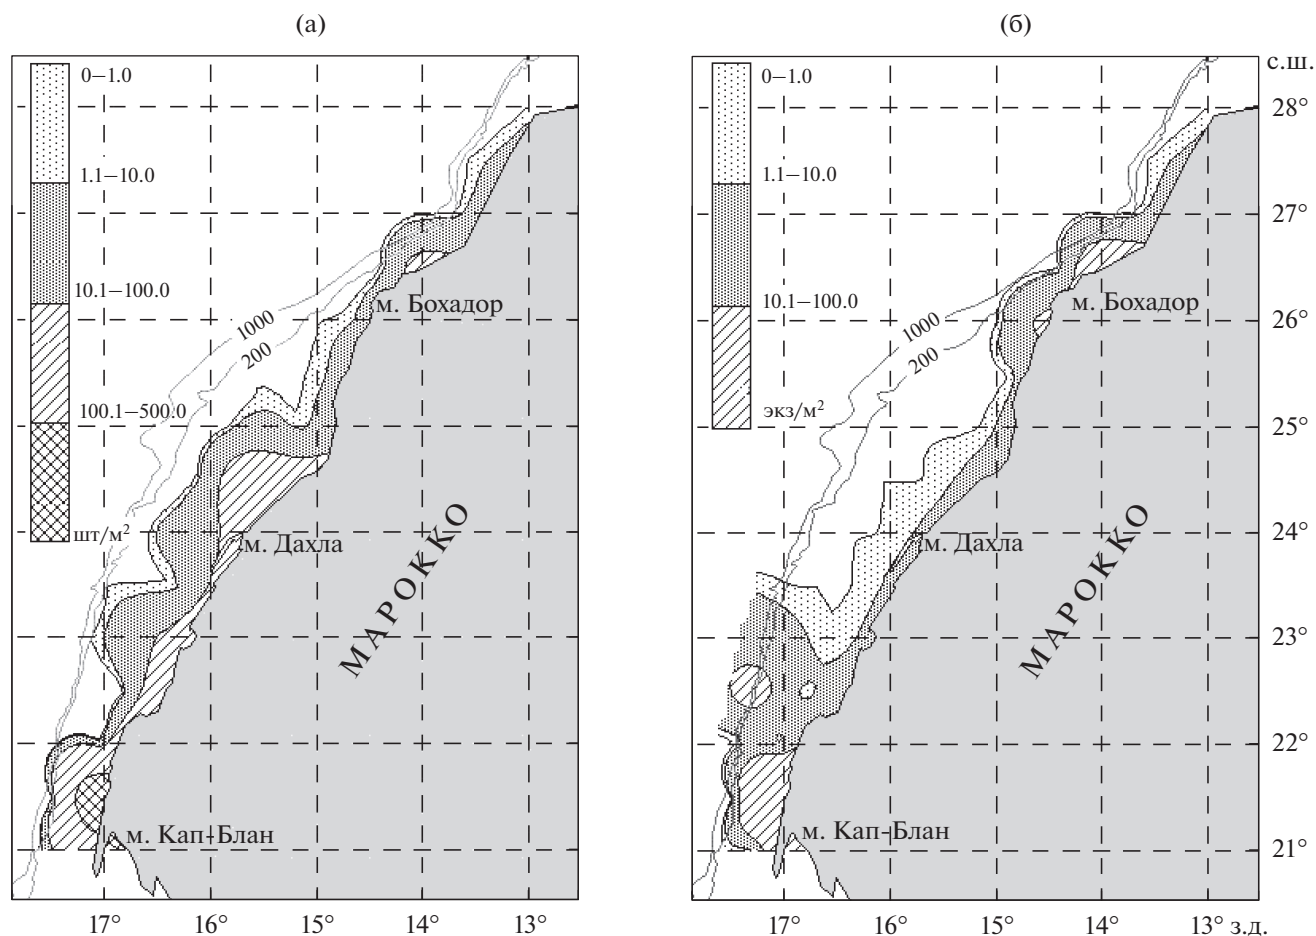 (а)
0–1.0
1.1–10.0
10.1–100.0
100.1–500.0
шт/м²
1000
200
м. Бохадор
м. Дахла
МАРОККО
м. Кап-Блан
17° 16° 15° 14° 13°
(б)
с.ш.
0–1.0
1.1–10.0
10.1–100.0
экз/м²
1000
200
м. Бохадор
м. Дахла
МАРОККО
м. Кап-Блан
28°
27°
26°
25°
24°
23°
22°
21°
17° 16° 15° 14° 13° з.д.